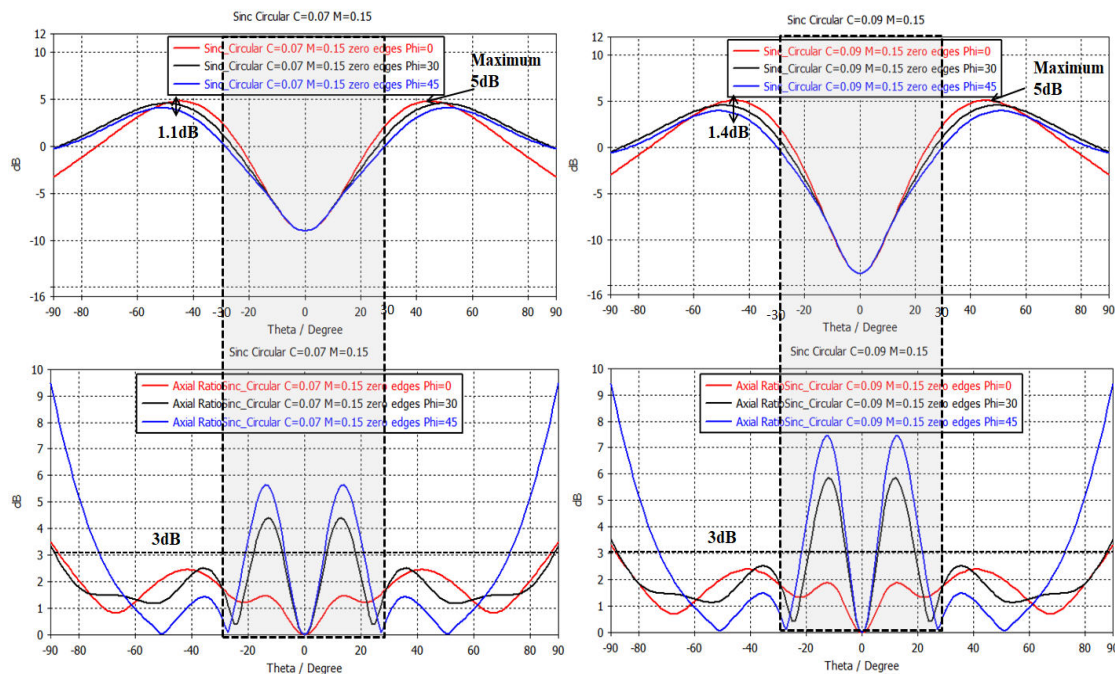 Sinc Circular C=0.07 M=0.15
12
10
5
0
-5
-10
-16
dB
Sinc_Circular C=0.07 M=0.15 zero edges Phi=0
Sinc_Circular C=0.07 M=0.15 zero edges Phi=30
Sinc_Circular C=0.07 M=0.15 zero edges Phi=45
Maximum
5dB
1.1dB
-90 -80 -60 -40 -30 -20 0 20 30 40 60 80 90
Theta / Degree
Sinc Circular C=0.09 M=0.15
12
10
5
0
-5
-10
-16
dB
Sinc_Circular C=0.09 M=0.15 zero edges Phi=0
Sinc_Circular C=0.09 M=0.15 zero edges Phi=30
Sinc_Circular C=0.09 M=0.15 zero edges Phi=45
Maximum
5dB
1.4dB
-90 -80 -60 -40 -30 -20 0 20 30 40 60 80 90
Theta / Degree
Sinc Circular C=0.07 M=0.15
10
9
8
7
6
5
4
3
2
1
0
dB
Axial RatioSinc_Circular C=0.07 M=0.15 zero edges Phi=0
Axial RatioSinc_Circular C=0.07 M=0.15 zero edges Phi=30
Axial RatioSinc_Circular C=0.07 M=0.15 zero edges Phi=45
3dB
-90 -80 -60 -40 -20 0 20 40 60 80 90
Theta / Degree
Sinc Circular C=0.09 M=0.15
10
9
8
7
6
5
4
3
2
1
0
dB
Axial RatioSinc_Circular C=0.09 M=0.15 zero edges Phi=0
Axial RatioSinc_Circular C=0.09 M=0.15 zero edges Phi=30
Axial RatioSinc_Circular C=0.09 M=0.15 zero edges Phi=45
3dB
-90 -80 -60 -40 -20 0 20 40 60 80 90
Theta / Degree